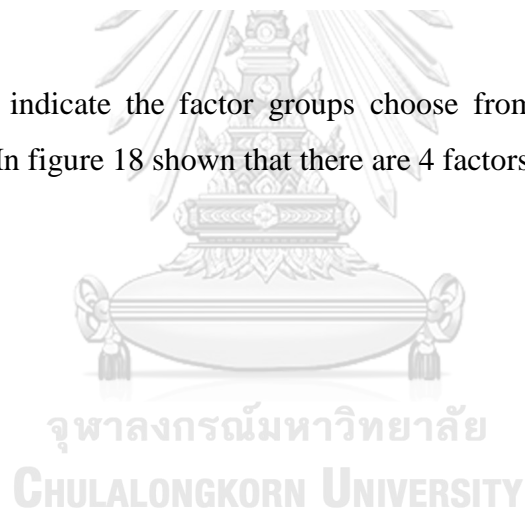 indicate the factor groups choose from
In figure 18 shown that there are 4 factors
จุฬาลงกรณ์มหาวิทยาลัย
CHULALONGKORN UNIVERSITY